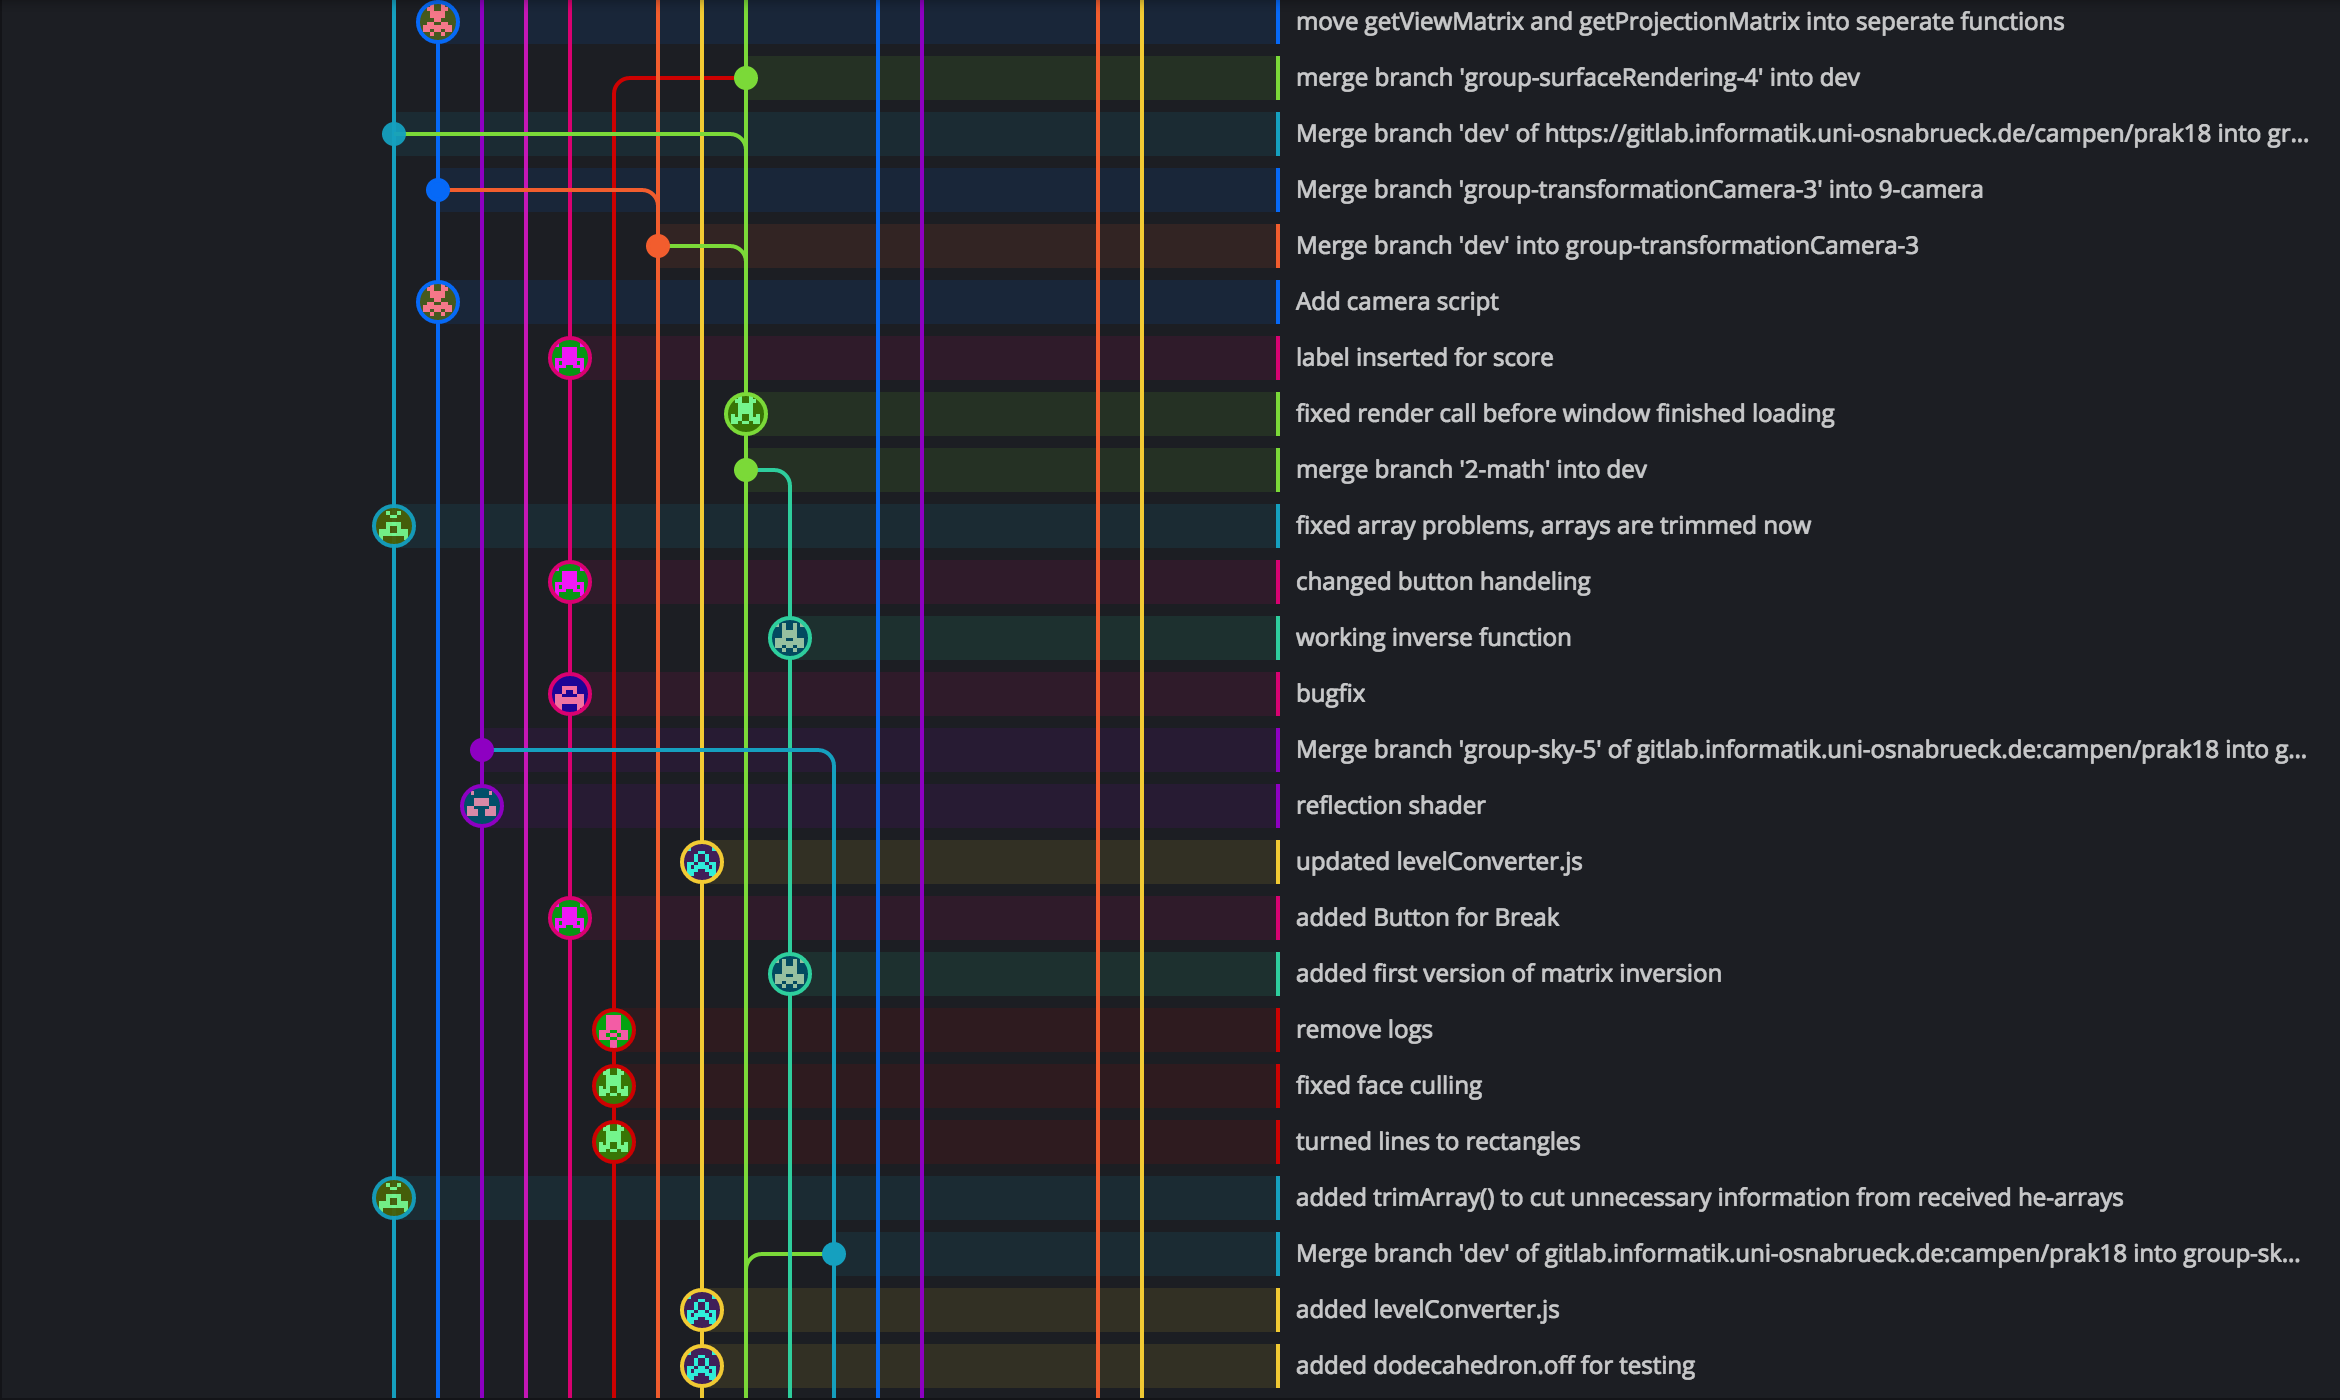 move getViewMatrix and getProjectionMatrix into seperate functions
merge branch 'group-surfaceRendering-4' into dev
Merge branch 'dev' of https://gitlab.informatik.uni-osnabrueck.de/campen/prak18 into gr...
Merge branch 'group-transformationCamera-3' into 9-camera
Merge branch 'dev' into group-transformationCamera-3
Add camera script
label inserted for score
fixed render call before window finished loading
merge branch '2-math' into dev
fixed array problems, arrays are trimmed now
changed button handeling
working inverse function
bugfix
Merge branch 'group-sky-5' of gitlab.informatik.uni-osnabrueck.de:campen/prak18 into g...
reflection shader
updated levelConverter.js
added Button for Break
added first version of matrix inversion
remove logs
fixed face culling
turned lines to rectangles
added trimArray() to cut unnecessary information from received he-arrays
Merge branch 'dev' of gitlab.informatik.uni-osnabrueck.de:campen/prak18 into group-sk...
added levelConverter.js
added dodecahedron.off for testing